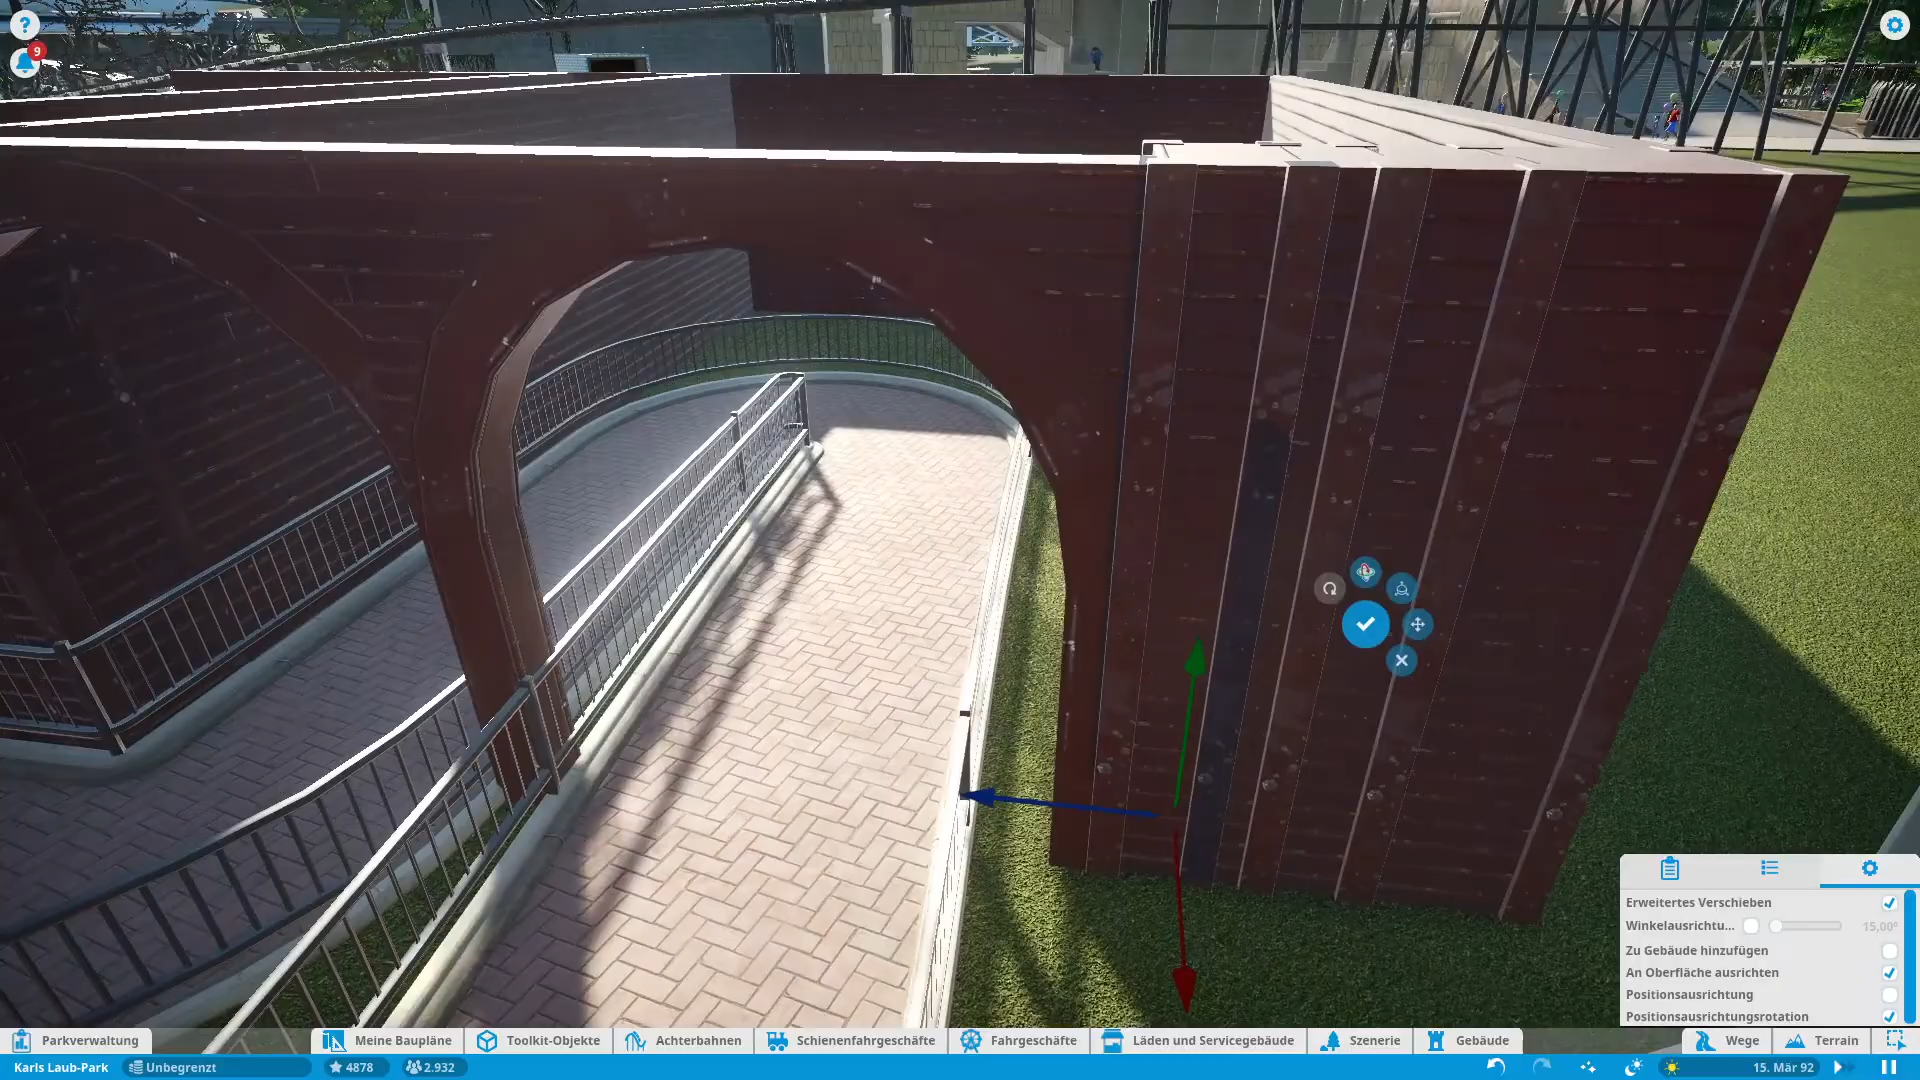 ?
9
Erweitertes Verschieben
Winkelausrichtu...
15,00°
Zu Gebäude hinzufügen
An Oberfläche ausrichten
Positionsausrichtung
Positionsausrichtungsrotation
Parkverwaltung
Meine Baupläne
Toolkit-Objekte
Achterbahnen
Schienenfahrgeschäfte
Fahrgeschäfte
Läden und Servicegebäude
Szenerie
Gebäude
Wege
Terrain
Karls Laub-Park
Unbegrenzt
4878
2.932
15. Mär 92